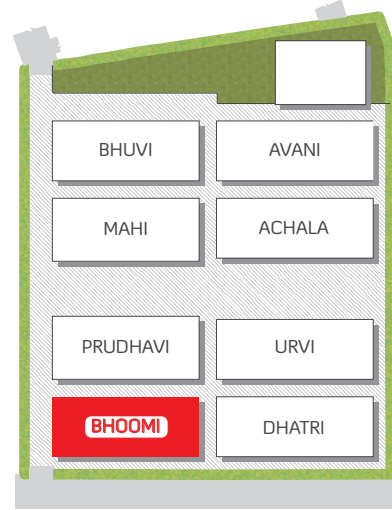 BHUVI
AVANI
MAHI
ACHALA
PRUDHAVI
URVI
BHOOMI
DHATRI